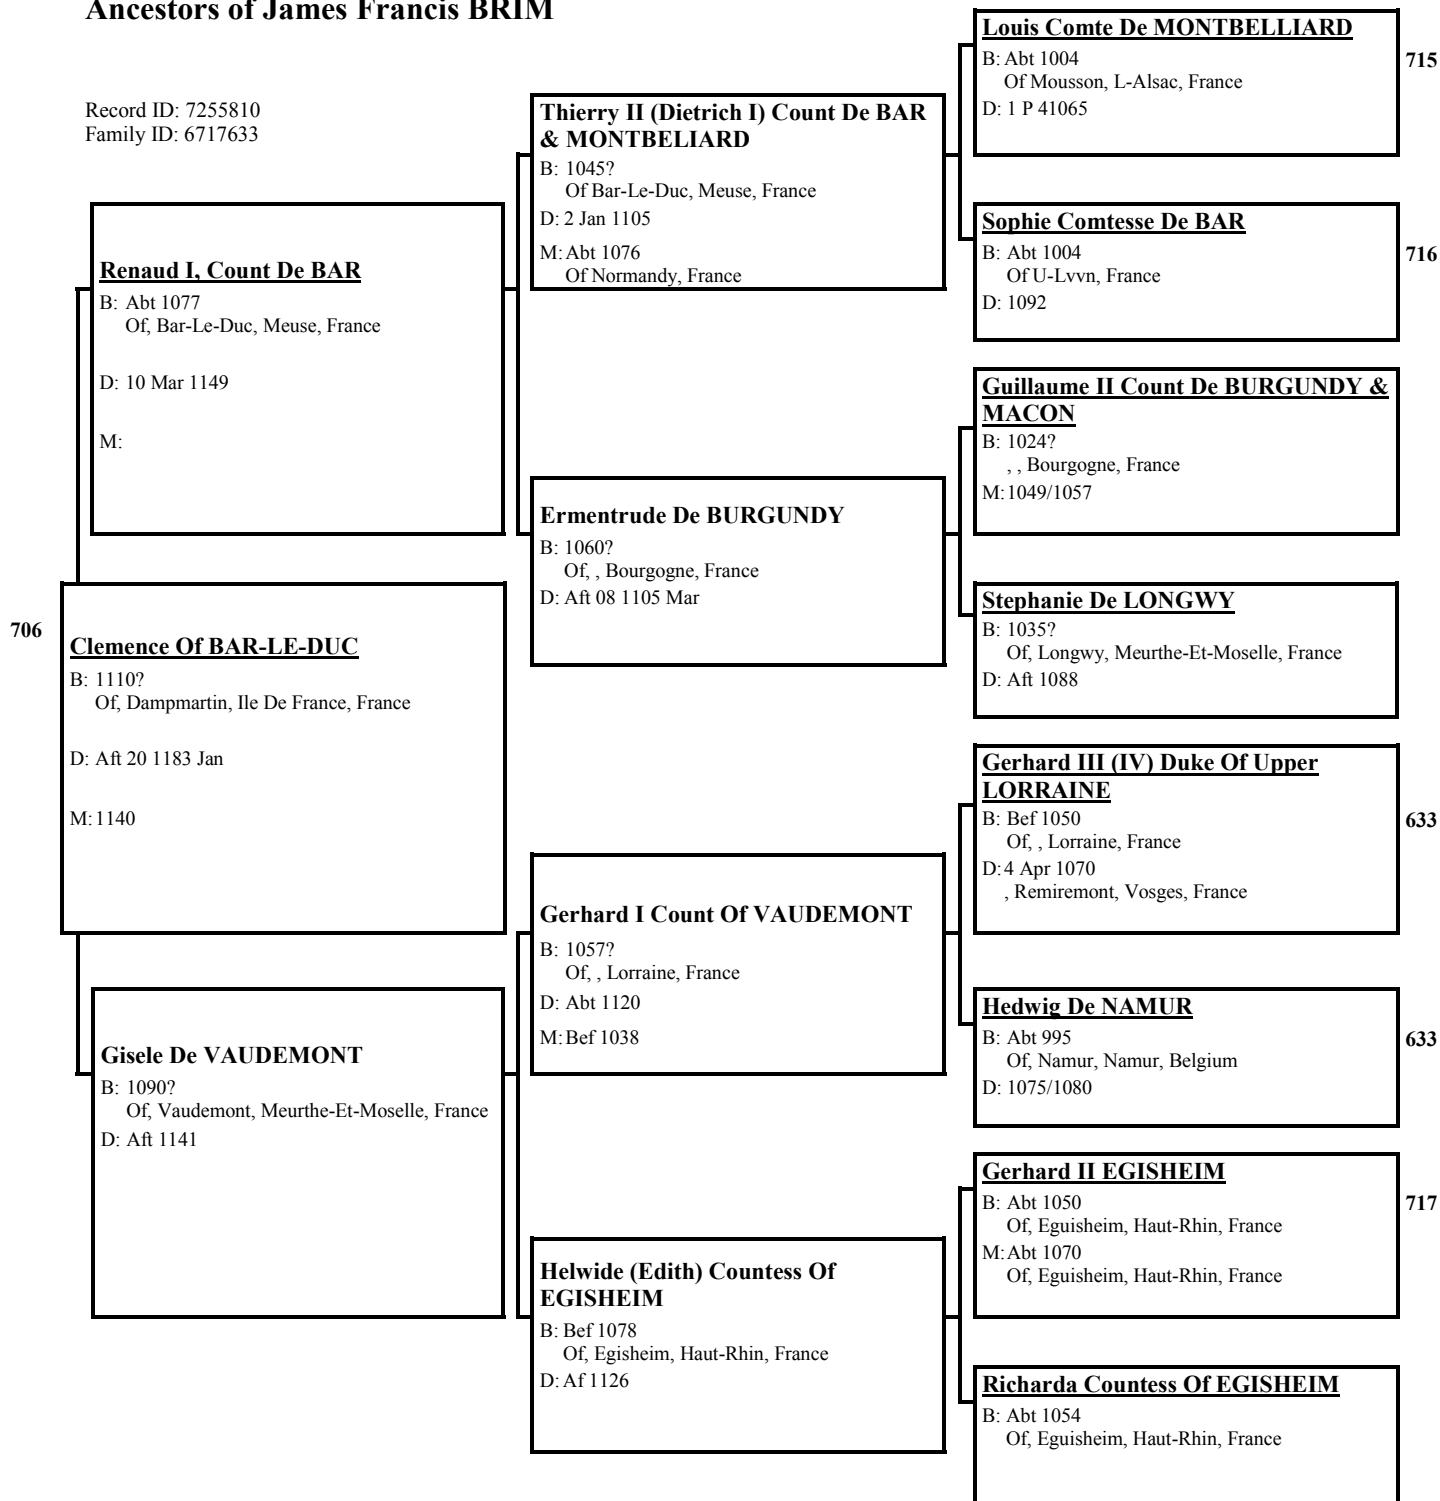 Ancestors of James Francis BRIM
Record ID: 7255810
Family ID: 6717633
706
Clemence Of BAR-LE-DUC
B: 1110?
Of, Dampmartin, Ile De France, France
D: Aft 20 1183 Jan
M: 1140
Renaud I, Count De BAR
B: Abt 1077
Of, Bar-Le-Duc, Meuse, France
D: 10 Mar 1149
M:
Gisele De VAUDEMONT
B: 1090?
Of, Vaudemont, Meurthe-Et-Moselle, France
D: Aft 1141
Thierry II (Dietrich I) Count De BAR
& MONTBELIARD
B: 1045?
Of Bar-Le-Duc, Meuse, France
D: 2 Jan 1105
M: Abt 1076
Of Normandy, France
Ermentrude De BURGUNDY
B: 1060?
Of, , Bourgogne, France
D: Aft 08 1105 Mar
Gerhard I Count Of VAUDEMONT
B: 1057?
Of, , Lorraine, France
D: Abt 1120
M: Bef 1038
Helwide (Edith) Countess Of
EGISHEIM
B: Bef 1078
Of, Egisheim, Haut-Rhin, France
D: Af 1126
Louis Comte De MONTBELLIARD
B: Abt 1004
Of Mousson, L-Alsac, France
D: 1 P 41065
715
Sophie Comtesse De BAR
B: Abt 1004
Of U-Lvvn, France
D: 1092
716
Guillaume II Count De BURGUNDY &
MACON
B: 1024?
, , Bourgogne, France
M: 1049/1057
Stephanie De LONGWY
B: 1035?
Of, Longwy, Meurthe-Et-Moselle, France
D: Aft 1088
Gerhard III (IV) Duke Of Upper
LORRAINE
B: Bef 1050
Of, , Lorraine, France
D: 4 Apr 1070
, Remiremont, Vosges, France
633
Hedwig De NAMUR
B: Abt 995
Of, Namur, Namur, Belgium
D: 1075/1080
633
Gerhard II EGISHEIM
B: Abt 1050
Of, Eguisheim, Haut-Rhin, France
M: Abt 1070
Of, Eguisheim, Haut-Rhin, France
717
Richarda Countess Of EGISHEIM
B: Abt 1054
Of, Eguisheim, Haut-Rhin, France